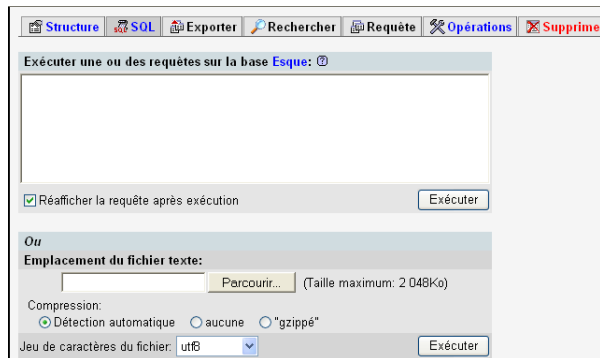 Structure SQL Exporter Rechercher Requête Opérations Supprime
Exécuter une ou des requêtes sur la base Esque:
Réafficher la requête après exécution Exécuter
Ou
Emplacement du fichier texte:
Parcourir... (Taille maximum: 2 048Ko)
Compression:
Détection automatique aucune "gzippé"
Jeu de caractères du fichier: utf8 Exécuter